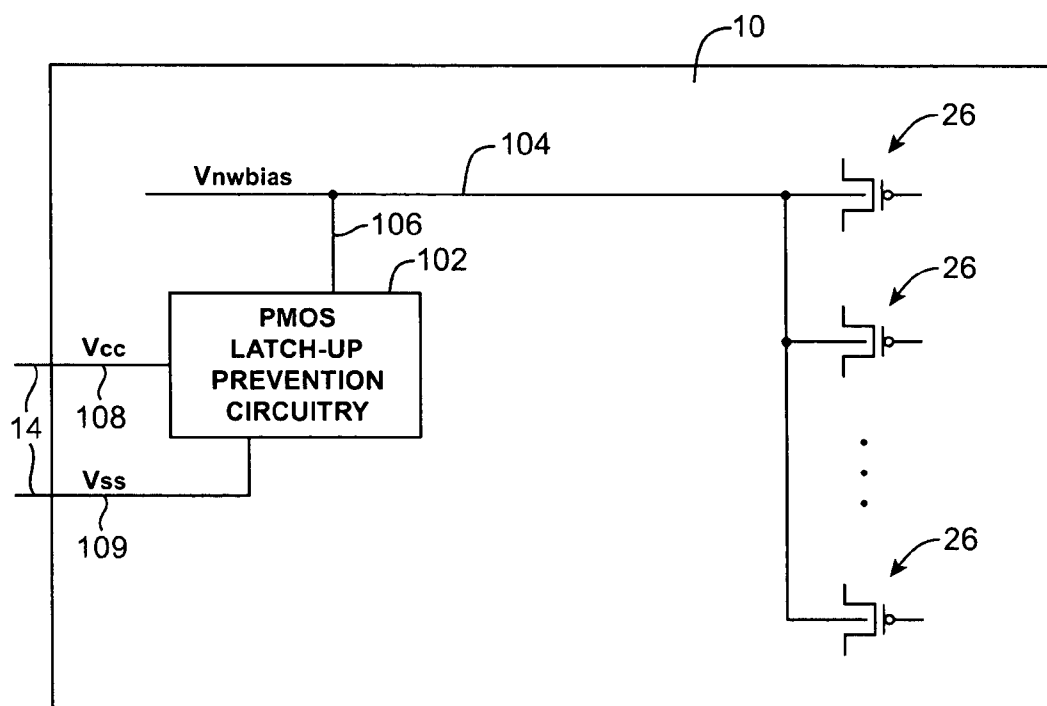 10
26
104
Vnwbias
106
102
26
PMOS
LATCH-UP
PREVENTION
CIRCUITRY
Vcc
108
14
Vss
109
26